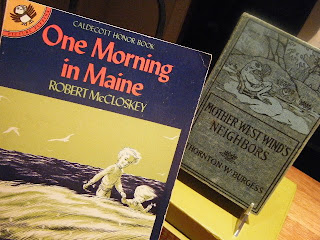 CALDECOTT HONOR BOOK
One Morning
in Maine
ROBERT McCLOSKEY
MOTHER WEST WIND'S
NEIGHBORS
THORNTON W. BURGESS